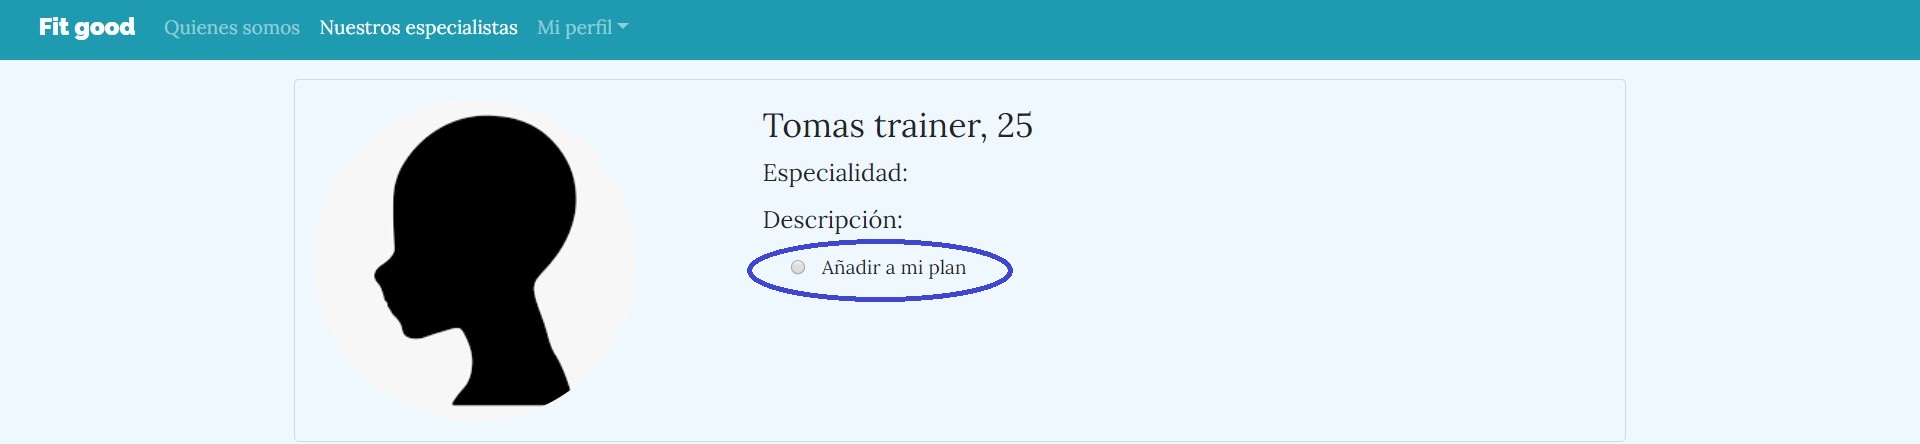 Fit good Quienes somos Nuestros especialistas Mi perfil
Tomas trainer, 25
Especialidad:
Descripción:
Añadir a mi plan